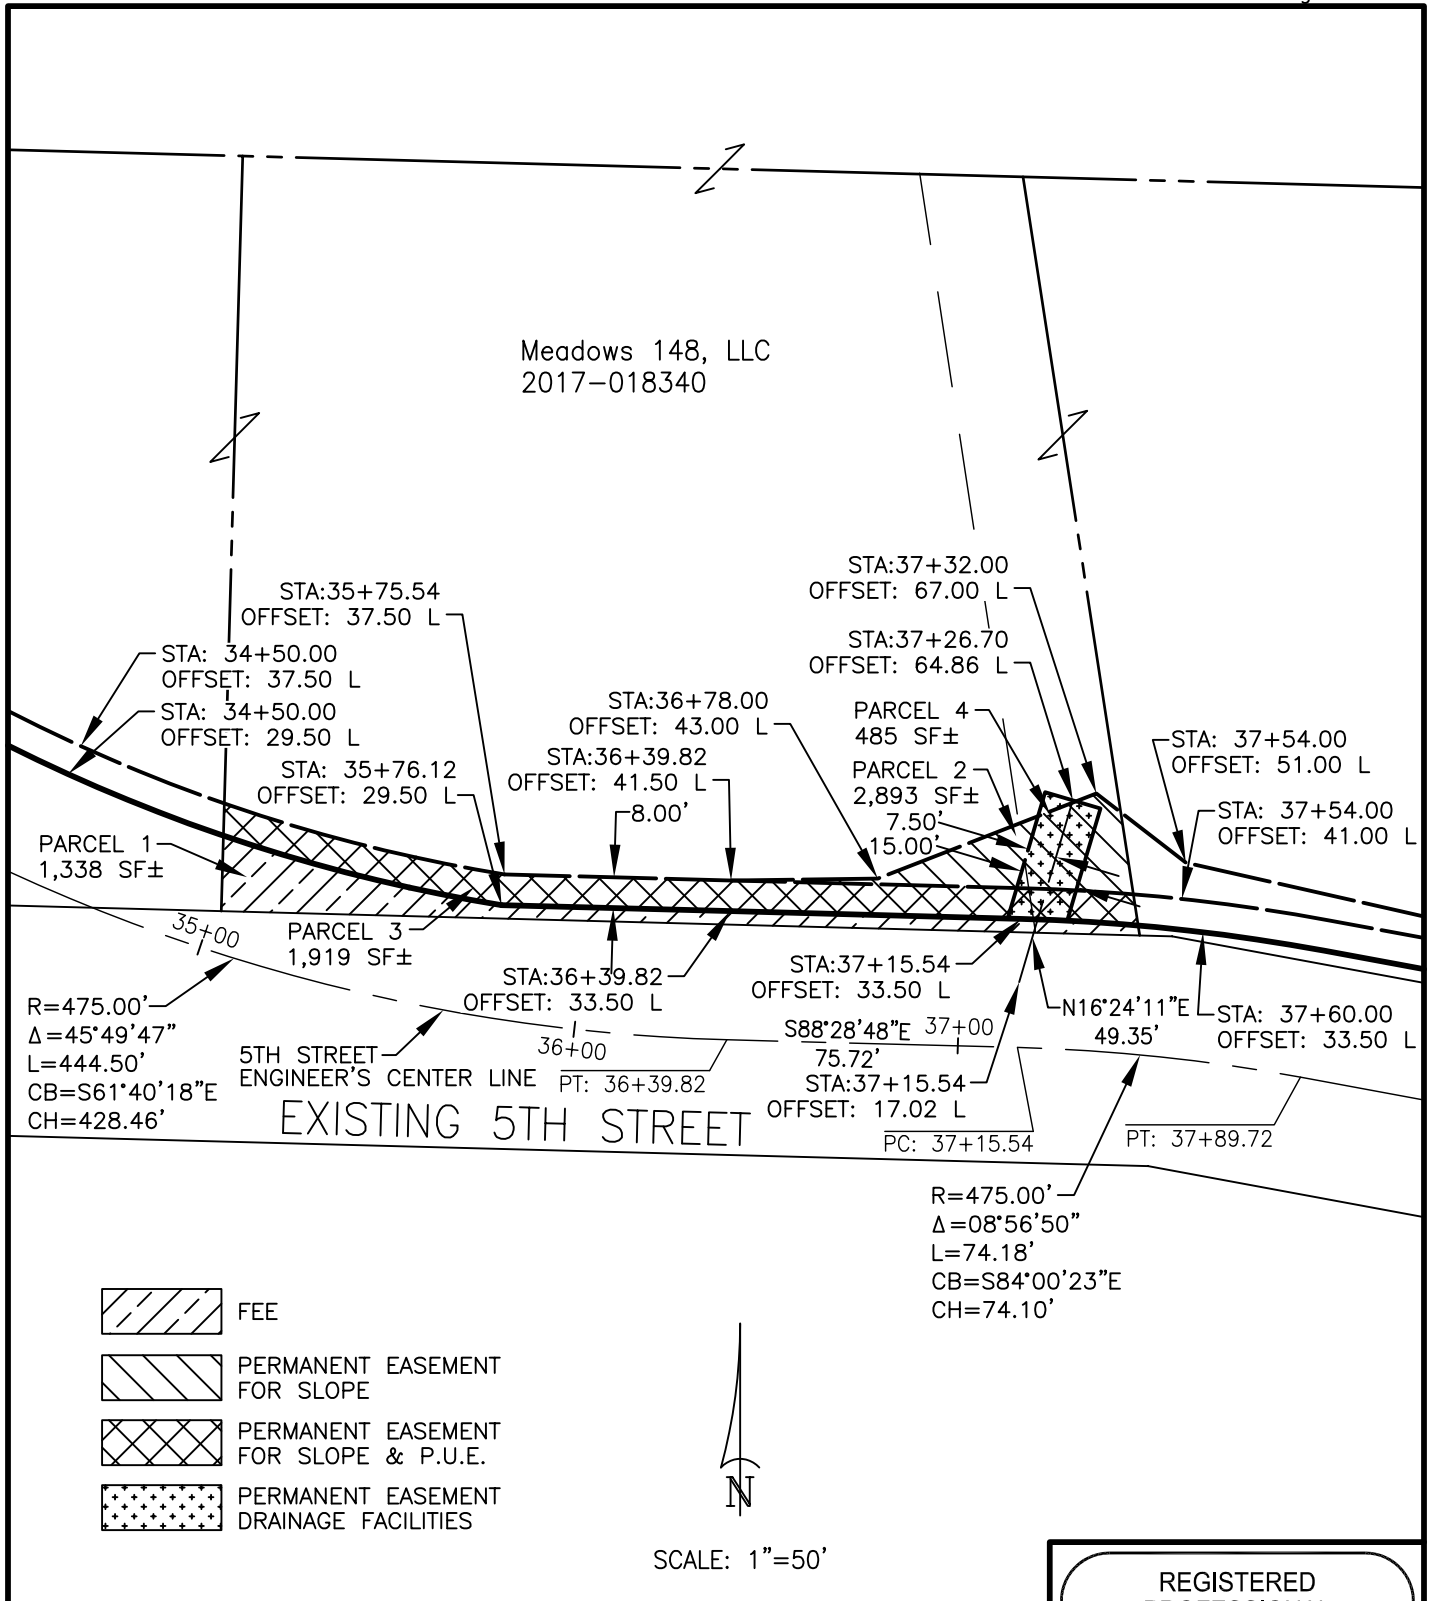 Meadows 148, LLC
2017-018340
STA:35+75.54
OFFSET: 37.50 L
STA: 34+50.00
OFFSET: 37.50 L
STA: 34+50.00
OFFSET: 29.50 L
STA: 35+76.12
OFFSET: 29.50 L
STA:36+78.00
OFFSET: 43.00 L
STA:36+39.82
OFFSET: 41.50 L
8.00'
STA:37+32.00
OFFSET: 67.00 L
STA:37+26.70
OFFSET: 64.86 L
PARCEL 4
485 SF±
PARCEL 2
2,893 SF±
7.50'
15.00'
STA: 37+54.00
OFFSET: 51.00 L
STA: 37+54.00
OFFSET: 41.00 L
PARCEL 1
1,338 SF±
35+00
PARCEL 3
1,919 SF±
STA:36+39.82
OFFSET: 33.50 L
STA:37+15.54
OFFSET: 33.50 L
N16°24'11"E
49.35'
STA: 37+60.00
OFFSET: 33.50 L
R=475.00'
Δ=45°49'47"
L=444.50'
CB=S61°40'18"E
CH=428.46'
5TH STREET
ENGINEER'S CENTER LINE
36+00
PT: 36+39.82
S88°28'48"E
75.72'
37+00
STA:37+15.54
OFFSET: 17.02 L
EXISTING 5TH STREET
PC: 37+15.54
PT: 37+89.72
R=475.00'
Δ=08°56'50"
L=74.18'
CB=S84°00'23"E
CH=74.10'
FEE
PERMANENT EASEMENT
FOR SLOPE
PERMANENT EASEMENT
FOR SLOPE & P.U.E.
PERMANENT EASEMENT
DRAINAGE FACILITIES
N
SCALE: 1"=50'
REGISTERED